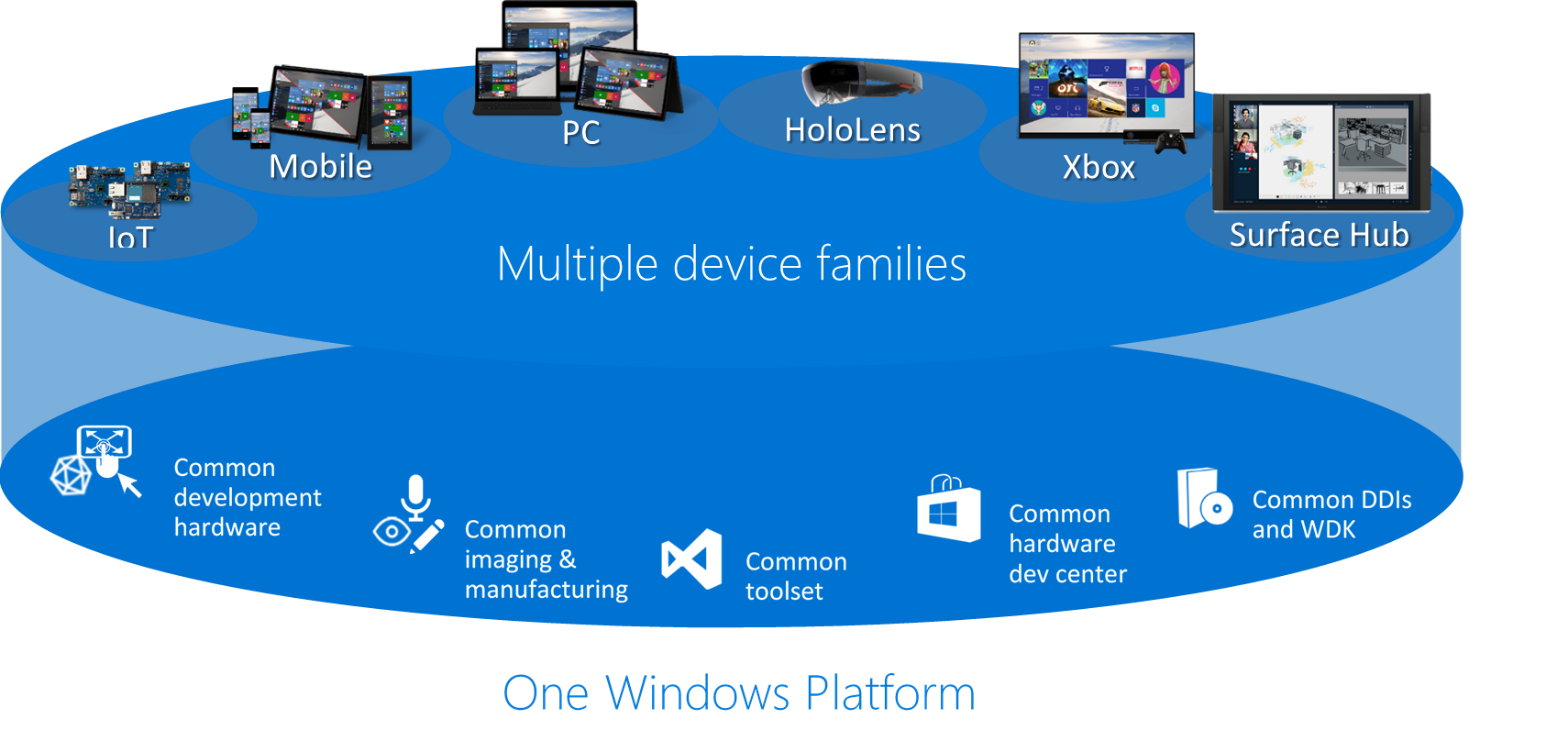 PC
HoloLens
Mobile
Xbox
IoT
Surface Hub
Multiple device families
Common
development
hardware
Common
imaging &
manufacturing
Common
toolset
Common
hardware
dev center
Common DDIs
and WDK
One Windows Platform